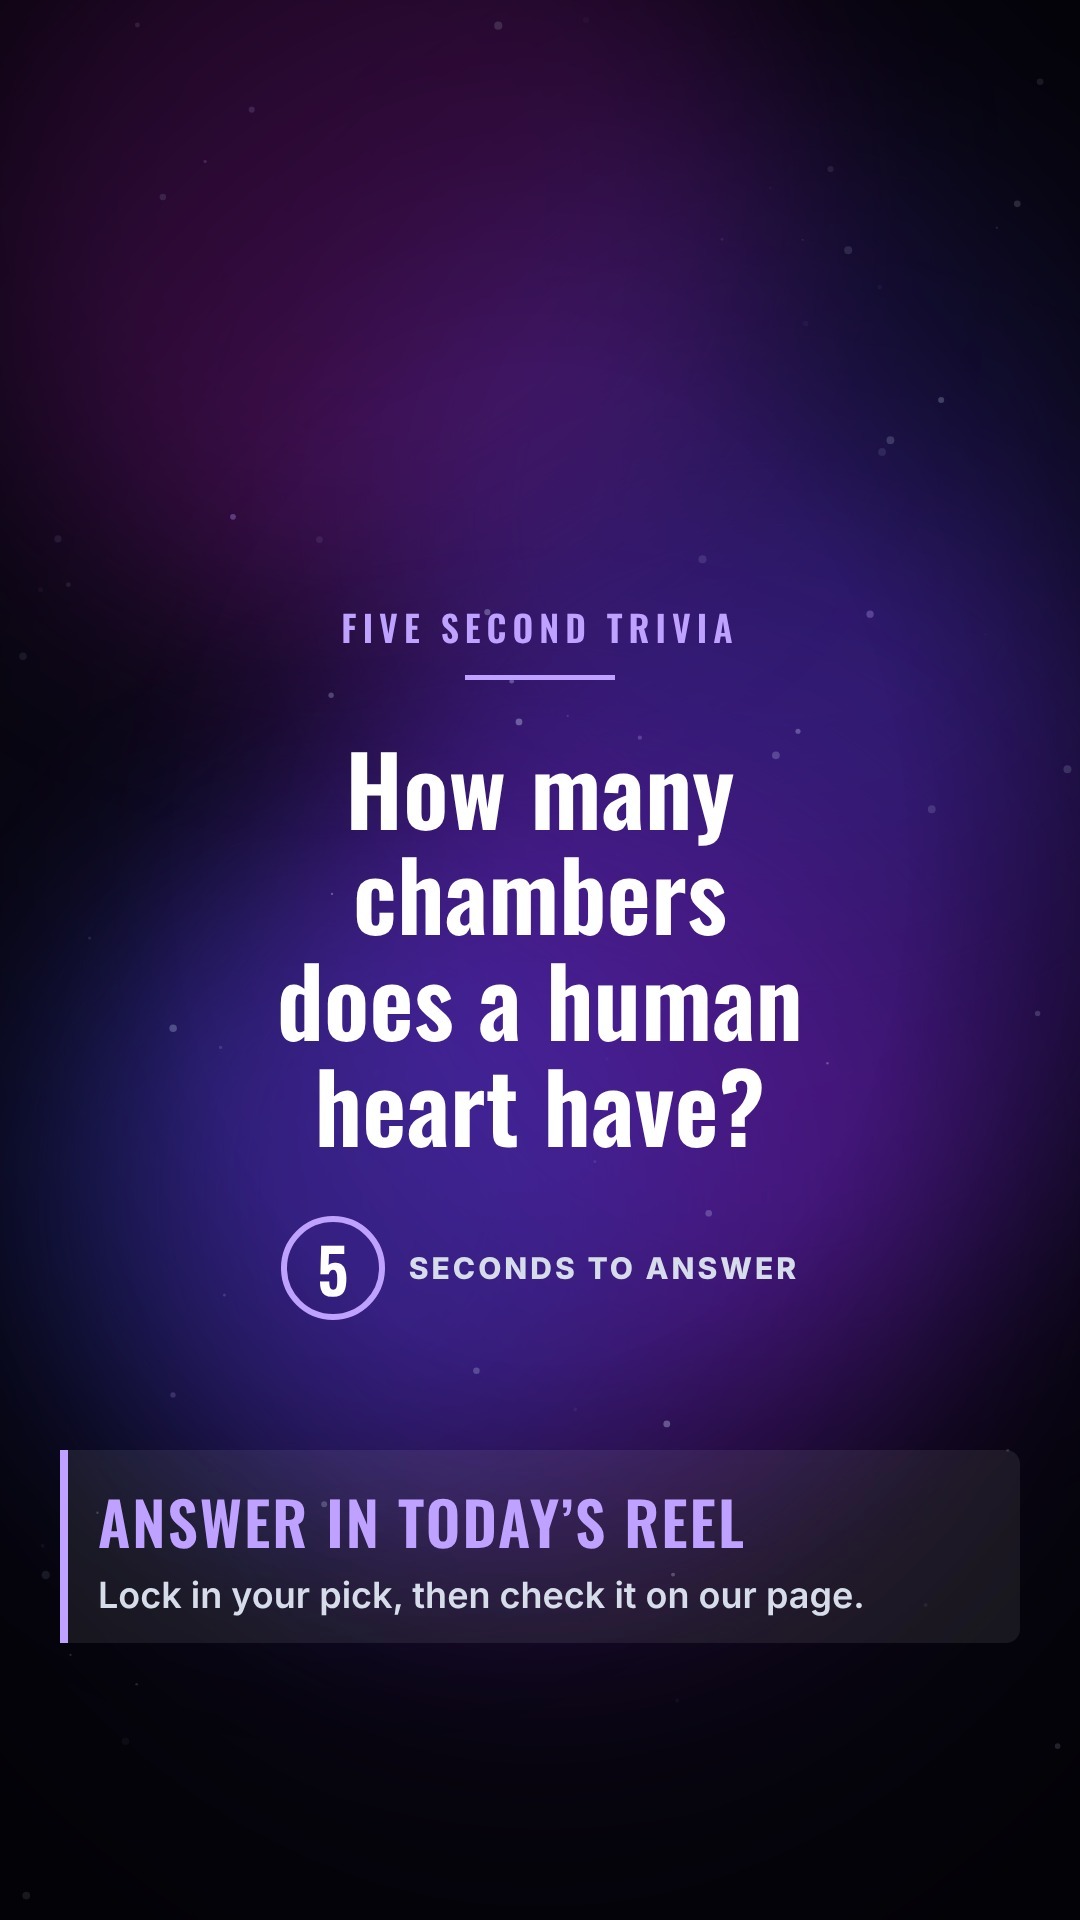 FIVE SECOND TRIVIA
How many
chambers
does a human
heart have?
5 SECONDS TO ANSWER
ANSWER IN TODAY’S REEL
Lock in your pick, then check it on our page.